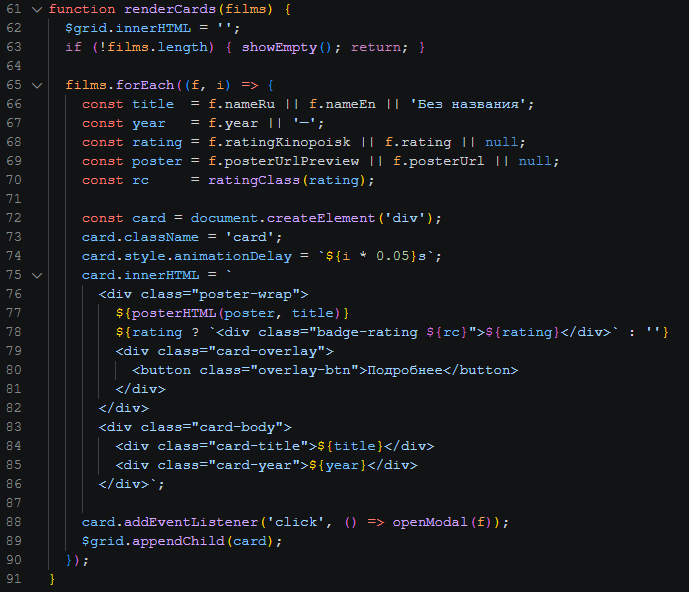 61 function renderCards(films) {
62   $grid.innerHTML = '';
63   if (!films.length) { showEmpty(); return; }
64
65   films.forEach((f, i) => {
66     const title  = f.nameRu || f.nameEn || 'Без названия';
67     const year   = f.year || '—';
68     const rating = f.ratingKinopoisk || f.rating || null;
69     const poster = f.posterUrlPreview || f.posterUrl || null;
70     const rc     = ratingClass(rating);
71
72     const card = document.createElement('div');
73     card.className = 'card';
74     card.style.animationDelay = `${i * 0.05}s`;
75     card.innerHTML = `
76       <div class="poster-wrap">
77         ${posterHTML(poster, title)}
78         ${rating ? `<div class="badge-rating ${rc}">${rating}</div>` : ''}
79         <div class="card-overlay">
80           <button class="overlay-btn">Подробнее</button>
81         </div>
82       </div>
83       <div class="card-body">
84         <div class="card-title">${title}</div>
85         <div class="card-year">${year}</div>
86       </div>`;
87
88     card.addEventListener('click', () => openModal(f));
89     $grid.appendChild(card);
90   });
91 }